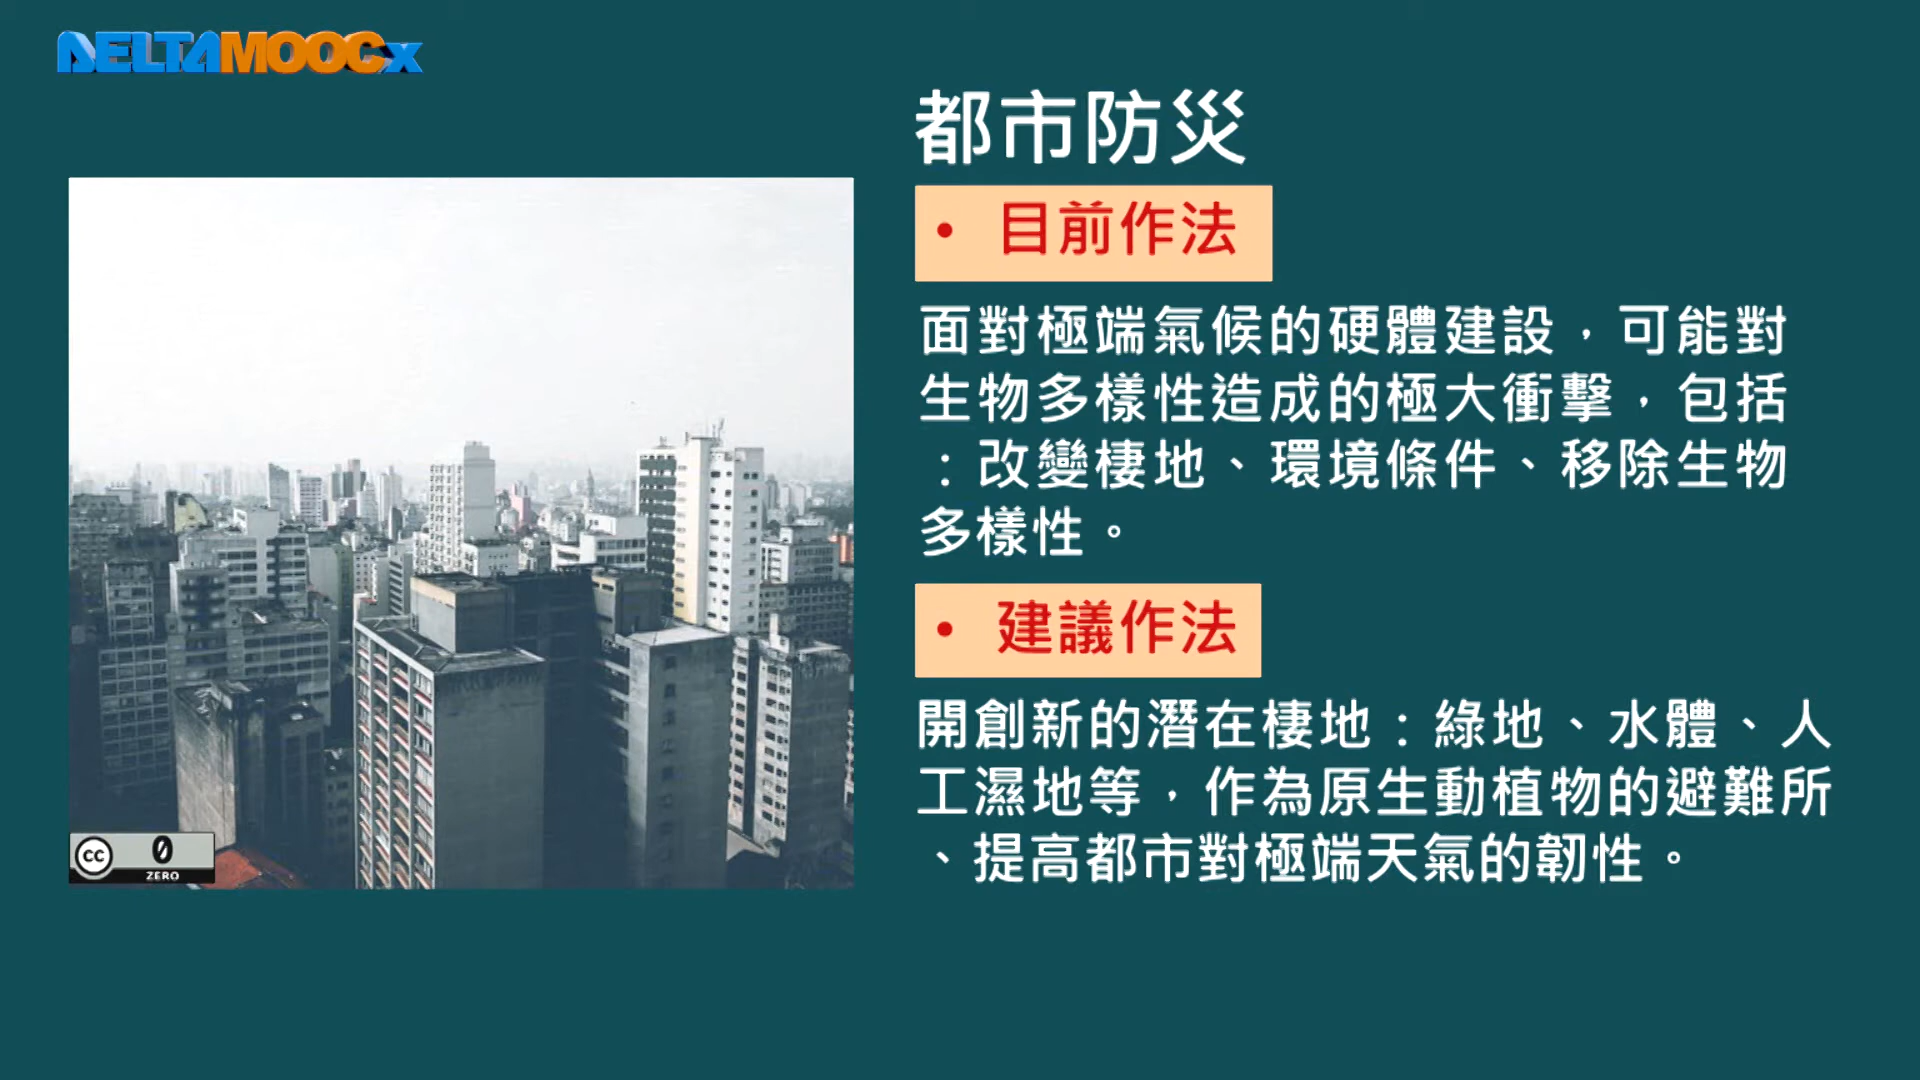 DELTAMOOCx
都市防災
• 目前作法
面對極端氣候的硬體建設，可能對
生物多樣性造成的極大衝擊，包括
：改變棲地、環境條件、移除生物
多樣性。
• 建議作法
開創新的潛在棲地：綠地、水體、人
工濕地等，作為原生動植物的避難所
、提高都市對極端天氣的韌性。
cc 0
ZERO